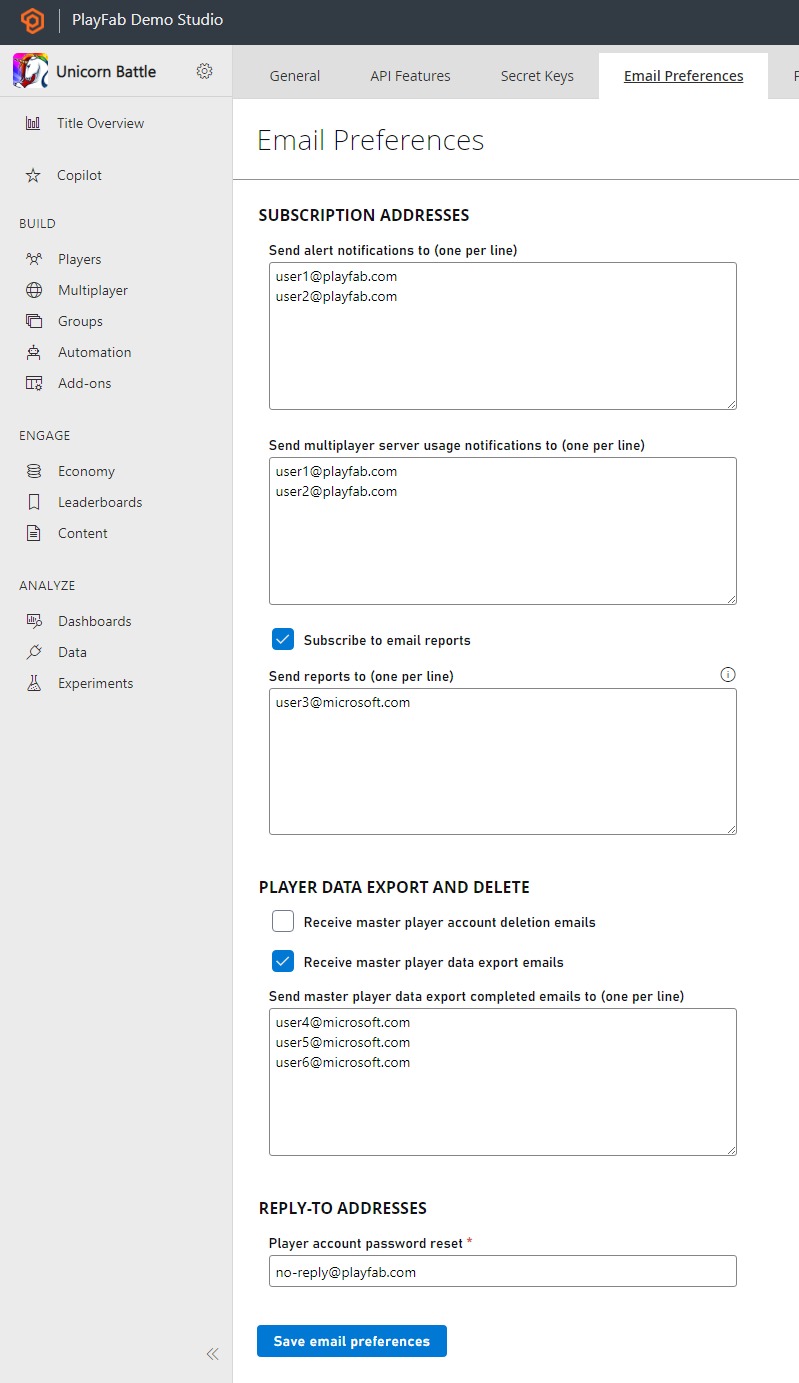 PlayFab Demo Studio
Unicorn Battle
General API Features Secret Keys Email Preferences
Title Overview
Copilot
BUILD
Players
Multiplayer
Groups
Automation
Add-ons
ENGAGE
Economy
Leaderboards
Content
ANALYZE
Dashboards
Data
Experiments
Email Preferences
SUBSCRIPTION ADDRESSES
Send alert notifications to (one per line)
user1@playfab.com
user2@playfab.com
Send multiplayer server usage notifications to (one per line)
user1@playfab.com
user2@playfab.com
Subscribe to email reports
Send reports to (one per line)
user3@microsoft.com
PLAYER DATA EXPORT AND DELETE
Receive master player account deletion emails
Receive master player data export emails
Send master player data export completed emails to (one per line)
user4@microsoft.com
user5@microsoft.com
user6@microsoft.com
REPLY-TO ADDRESSES
Player account password reset *
no-reply@playfab.com
Save email preferences